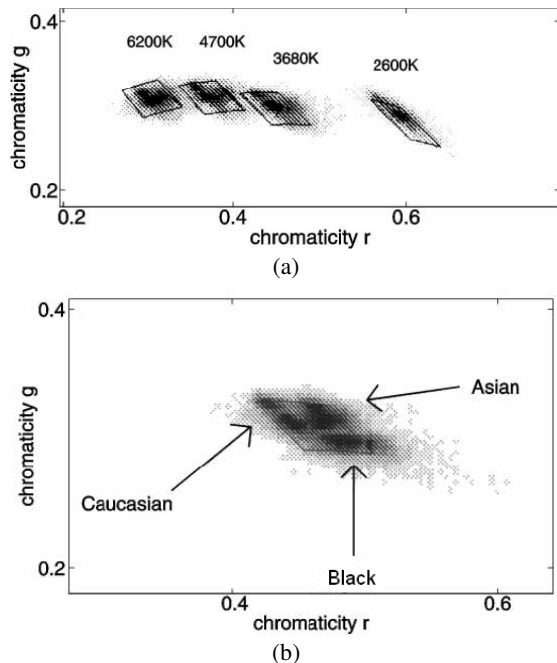 0.4
6200K 4700K 3680K 2600K
chromaticity g
0.2
0.2 0.4 0.6
chromaticity r
(a)
0.4
Asian
chromaticity g
Caucasian
Black
0.2
0.4 0.6
chromaticity r
(b)